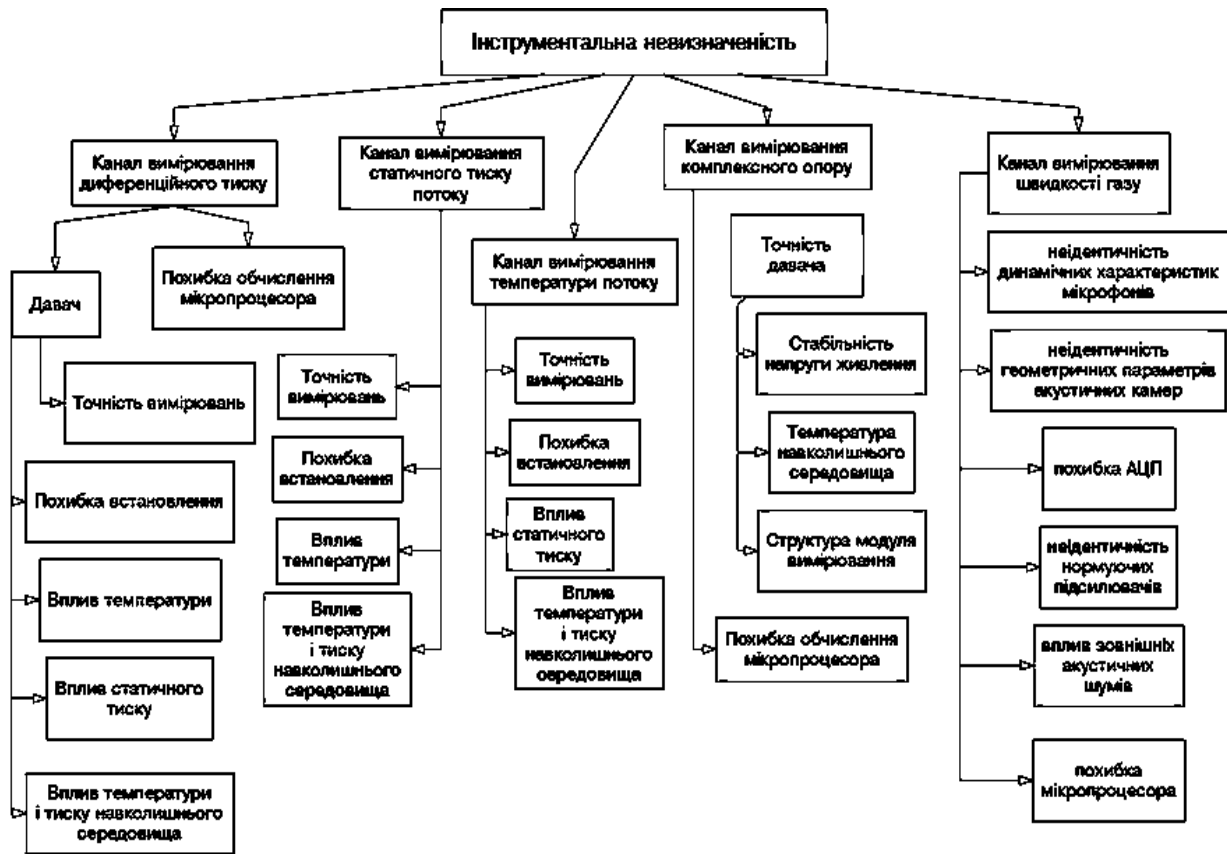 Інструментальна невизначеність
Канал вимірювання
диференційного тиску
Давач
Похибка обчислення
мікропроцесора
Точність вимірювань
Похибка встановлення
Вплив температури
Вплив статичного
тиску
Вплив температури
і тиску навколишнього
середовища
Канал вимірювання
статичного тиску
потоку
Точність
вимірювань
Похибка
встановлення
Вплив
температури
Вплив
температури
і тиску
навколишнього
середовища
Канал вимірювання
температури потоку
Точність
вимірювань
Похибка
встановлення
Вплив
статичного
тиску
Вплив
температури
і тиску
навколишнього
середовища
Канал вимірювання
комплексного опору
Точність
давача
Стабільність
напруги живлення
Температура
навколишнього
середовища
Структура модуля
вимірювання
Похибка обчислення
мікропроцесора
Канал вимірювання
швидкості газу
неідентичність
динамічних характеристик
мікрофонів
неідентичність
геометричних параметрів
акустичних камер
похибка АЦП
неідентичність
нормуючих
підсилювачів
вплив зовнішніх
акустичних
шумів
похибка
мікропроцесора